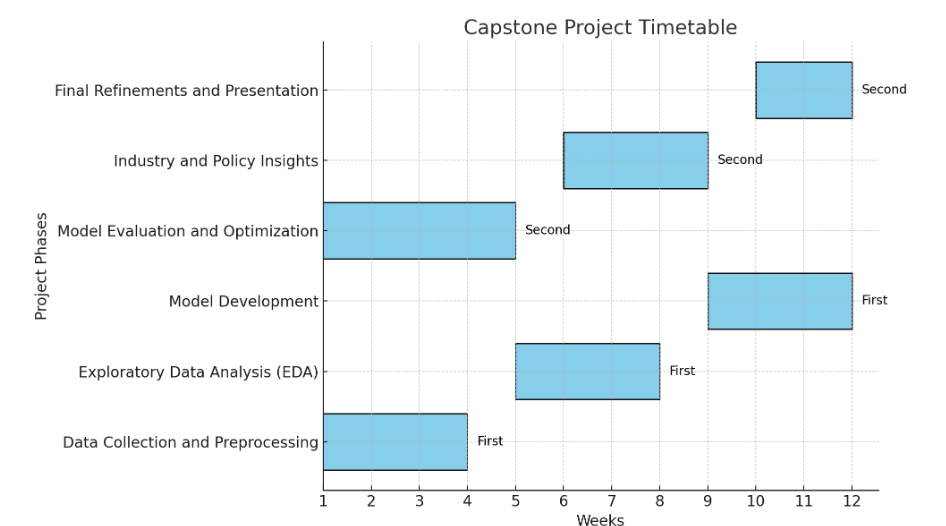 Capstone Project Timetable
Final Refinements and Presentation
Second
Industry and Policy Insights
Second
Model Evaluation and Optimization
Second
Model Development
First
Exploratory Data Analysis (EDA)
First
Data Collection and Preprocessing
First
Project Phases
1 2 3 4 5 6 7 8 9 10 11 12
Weeks